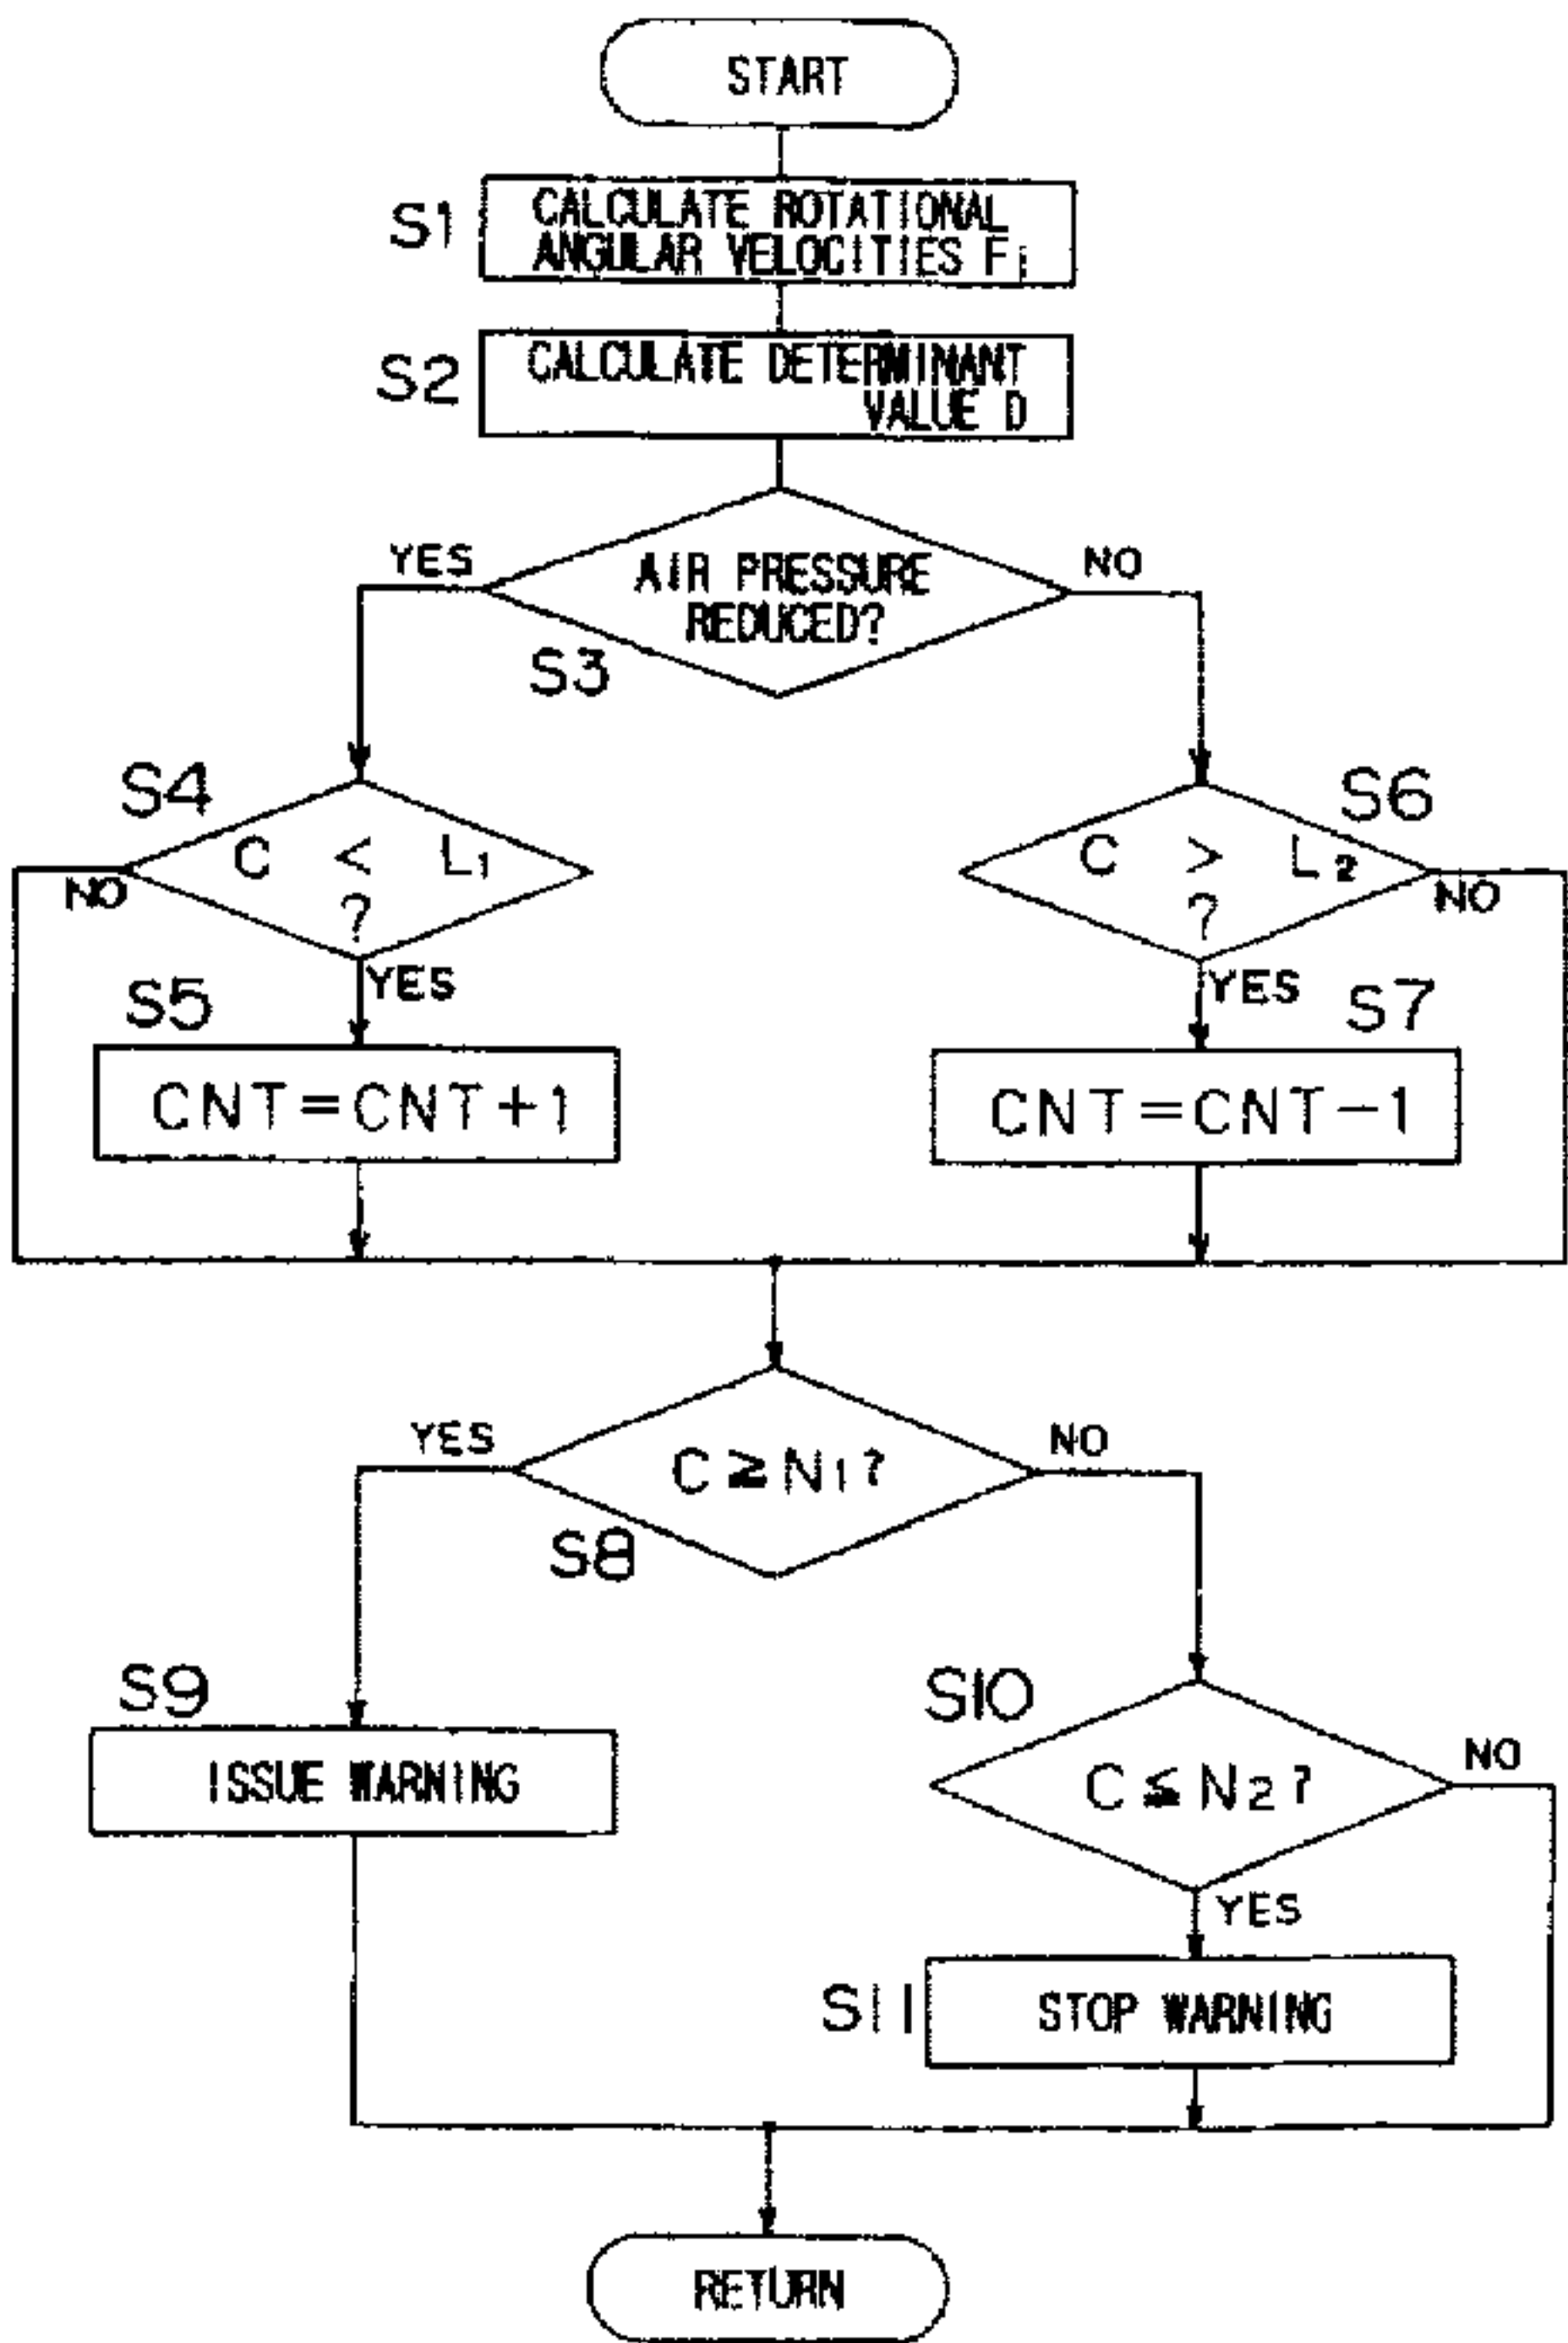 START
S1
CALCULATE ROTATIONAL
ANGULAR VELOCITIES Fi
S2
CALCULATE DETERMINANT
VALUE D
YES
AIR PRESSURE
REDUCED?
NO
S3
S4
C < L1
?
NO
YES
S6
C > L2
?
NO
YES
S5
CNT=CNT+1
S7
CNT=CNT-1
YES
C≧N1?
NO
S8
S9
ISSUE WARNING
S10
C≦N2?
NO
YES
S11
STOP WARNING
RETURN